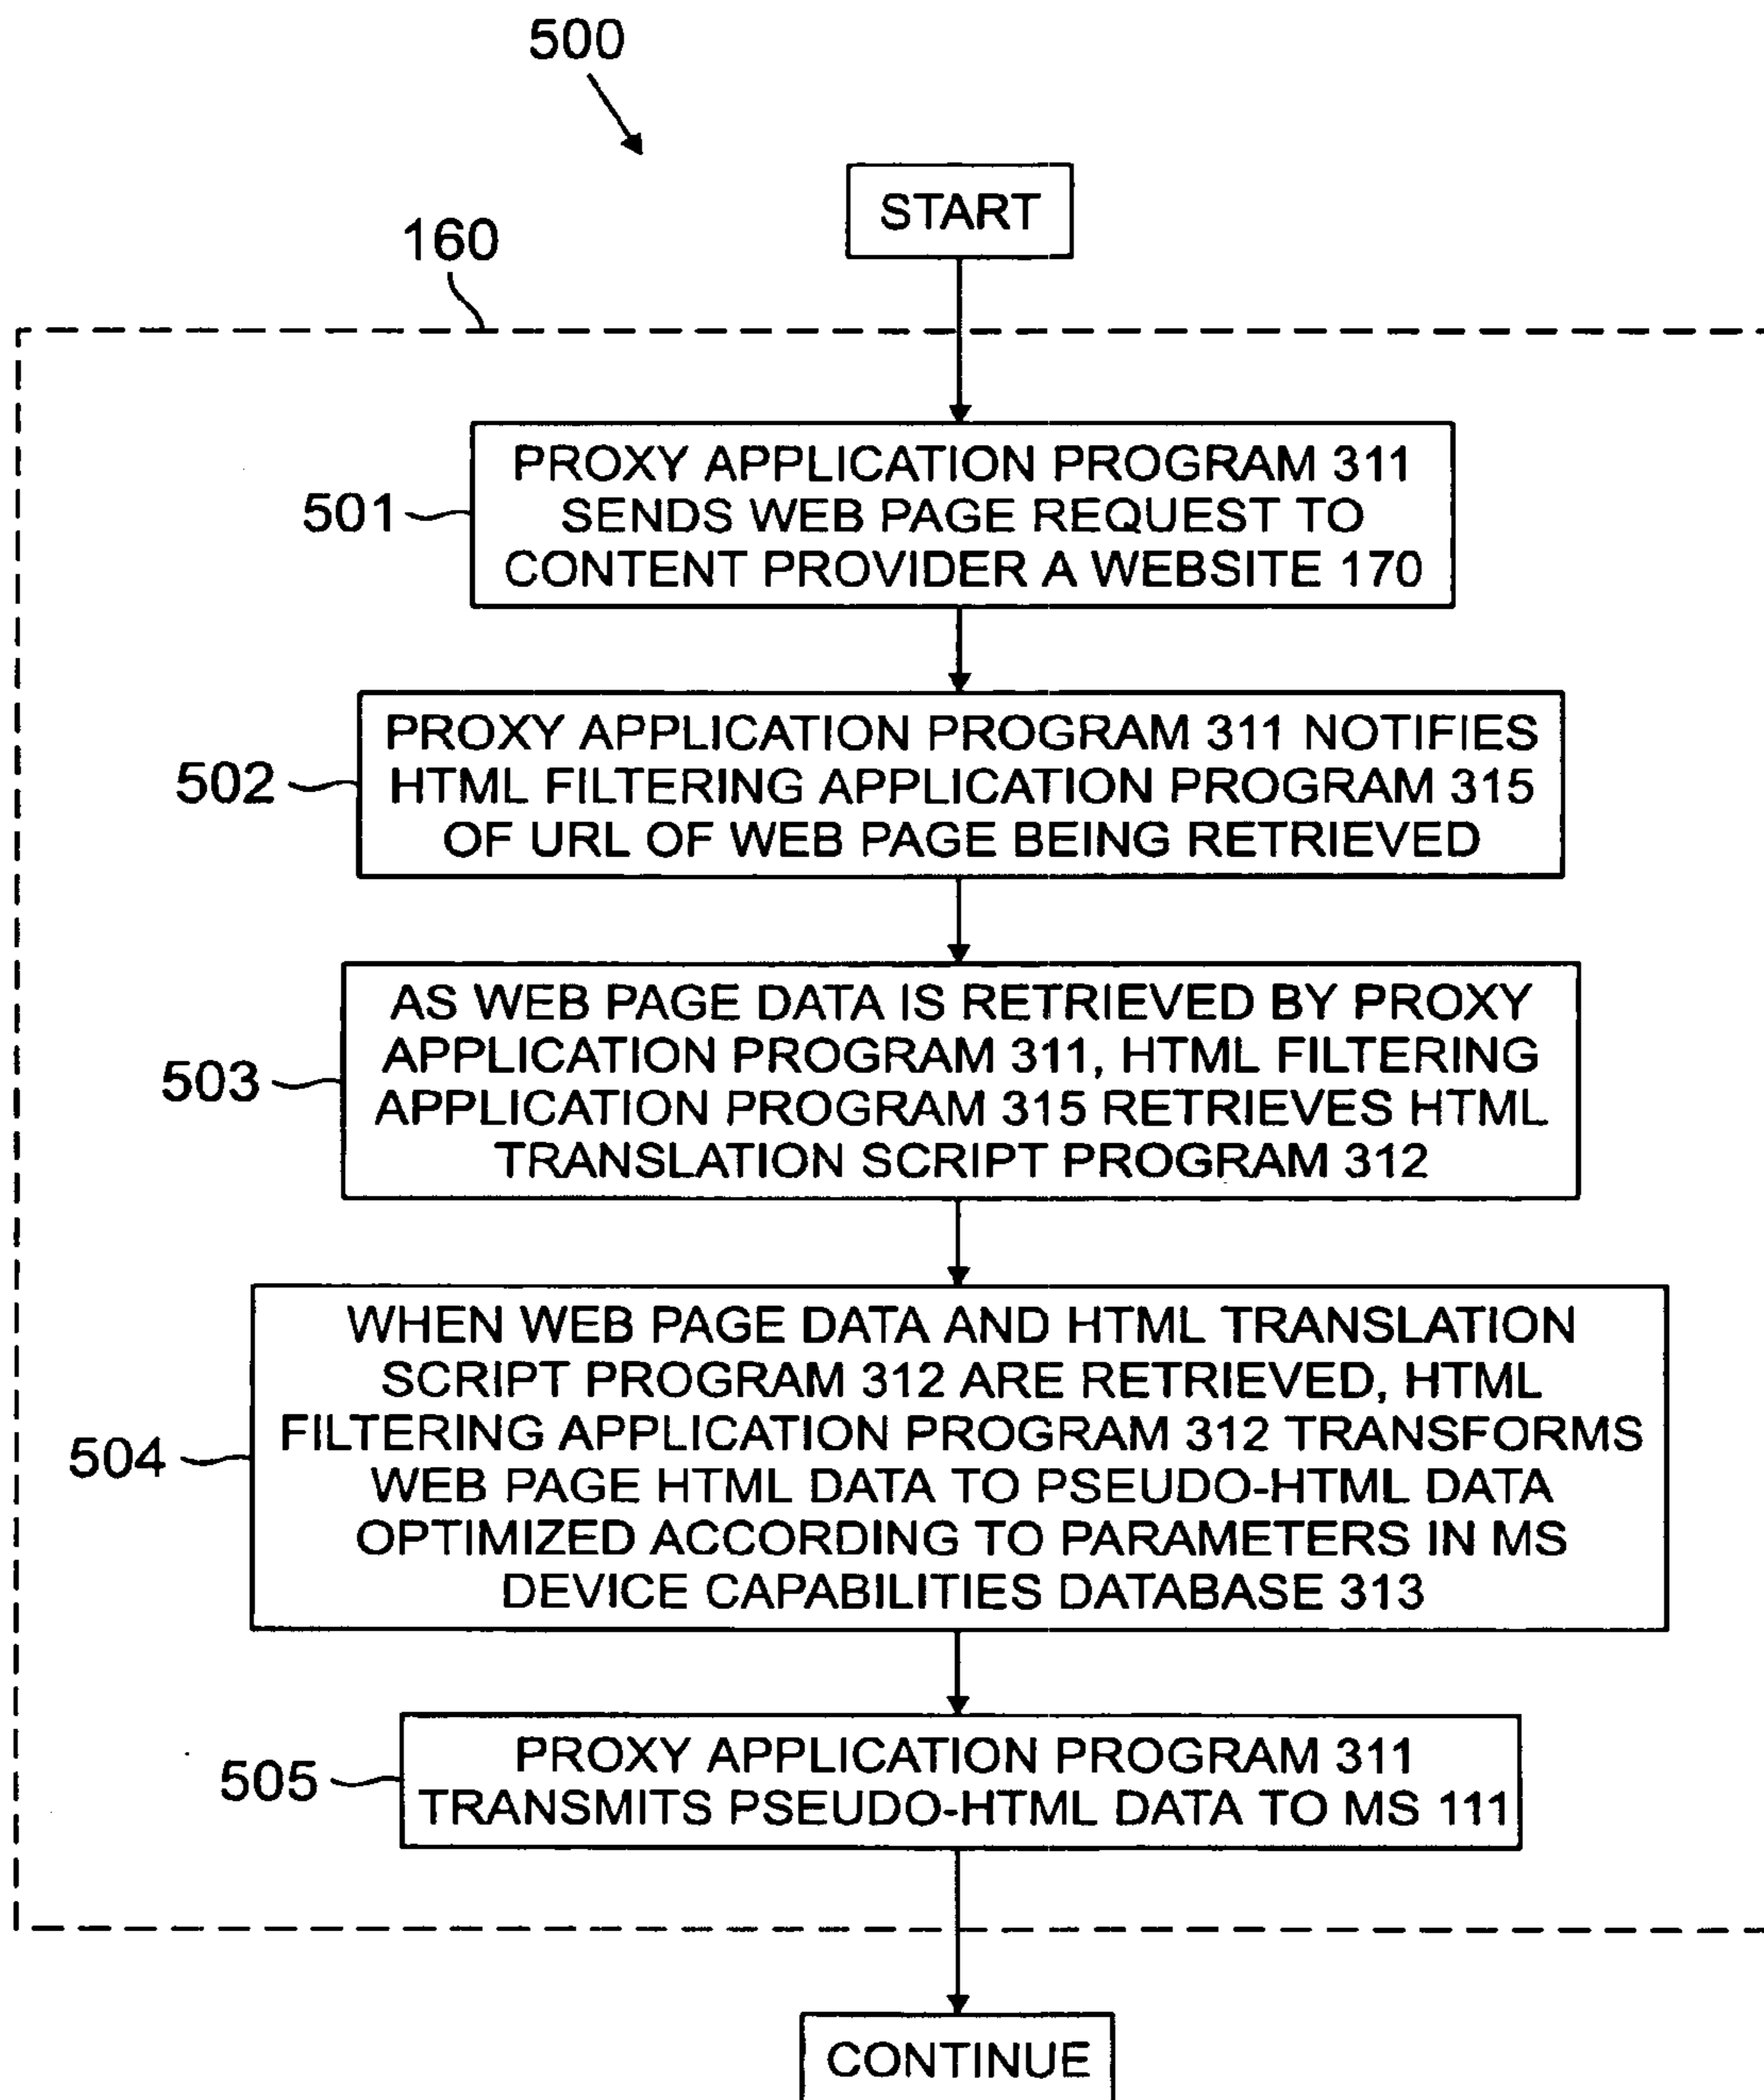 500
START
160
501
PROXY APPLICATION PROGRAM 311
SENDS WEB PAGE REQUEST TO
CONTENT PROVIDER A WEBSITE 170
502
PROXY APPLICATION PROGRAM 311 NOTIFIES
HTML FILTERING APPLICATION PROGRAM 315
OF URL OF WEB PAGE BEING RETRIEVED
503
AS WEB PAGE DATA IS RETRIEVED BY PROXY
APPLICATION PROGRAM 311, HTML FILTERING
APPLICATION PROGRAM 315 RETRIEVES HTML
TRANSLATION SCRIPT PROGRAM 312
504
WHEN WEB PAGE DATA AND HTML TRANSLATION
SCRIPT PROGRAM 312 ARE RETRIEVED, HTML
FILTERING APPLICATION PROGRAM 312 TRANSFORMS
WEB PAGE HTML DATA TO PSEUDO-HTML DATA
OPTIMIZED ACCORDING TO PARAMETERS IN MS
DEVICE CAPABILITIES DATABASE 313
505
PROXY APPLICATION PROGRAM 311
TRANSMITS PSEUDO-HTML DATA TO MS 111
CONTINUE